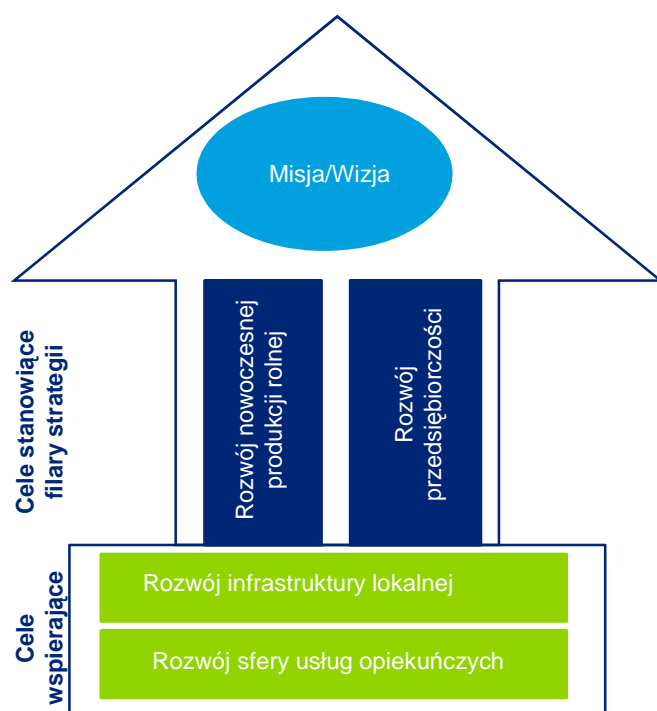 Misja/Wizja
Cele stanowiące
filary strategii
Rozwój nowoczesnej
produkcji rolnej
Rozwój
przedsiębiorczości
Cele
wspierające
Rozwój infrastruktury lokalnej
Rozwój sfery usług opiekuńczych